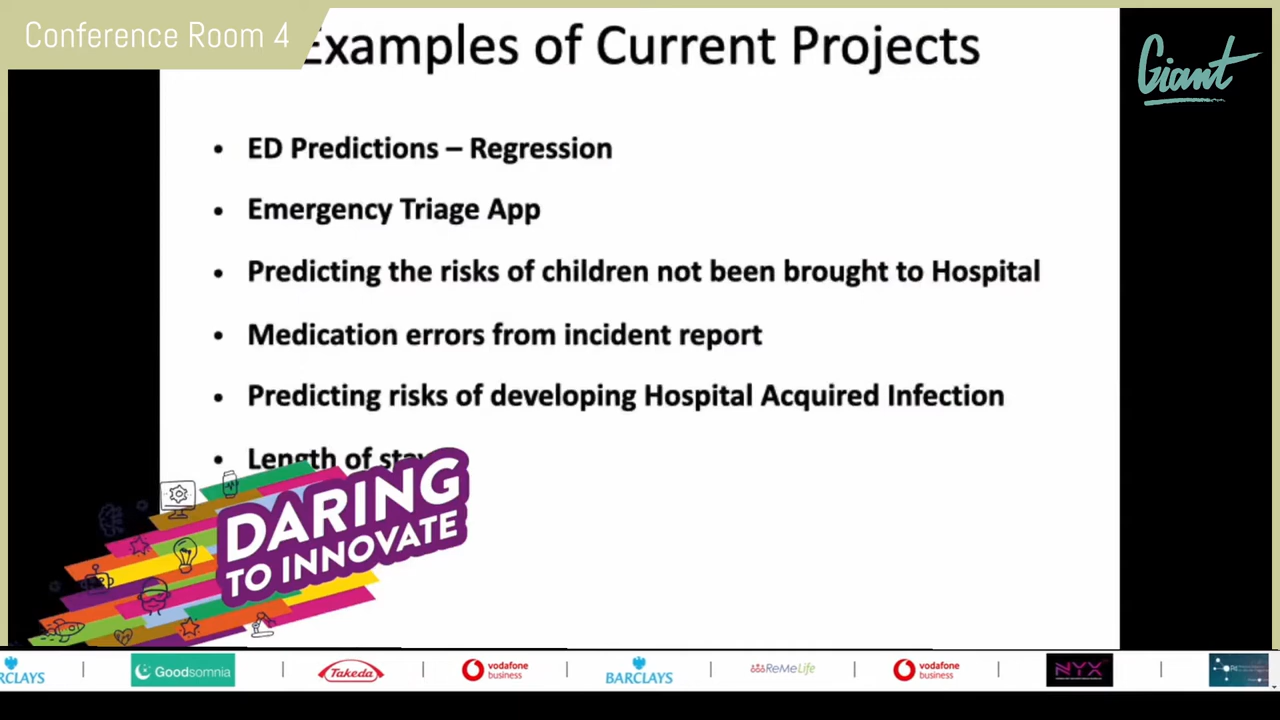 Conference Room 4
Examples of Current Projects
Giant
• ED Predictions – Regression
• Emergency Triage App
• Predicting the risks of children not been brought to Hospital
• Medication errors from incident report
• Predicting risks of developing Hospital Acquired Infection
• Length of stay
DARING
TO INNOVATE
RCLAYS
Goodsomnia
Takeda
vodafone
business
BARCLAYS
ReMeLife
vodafone
business
NYX